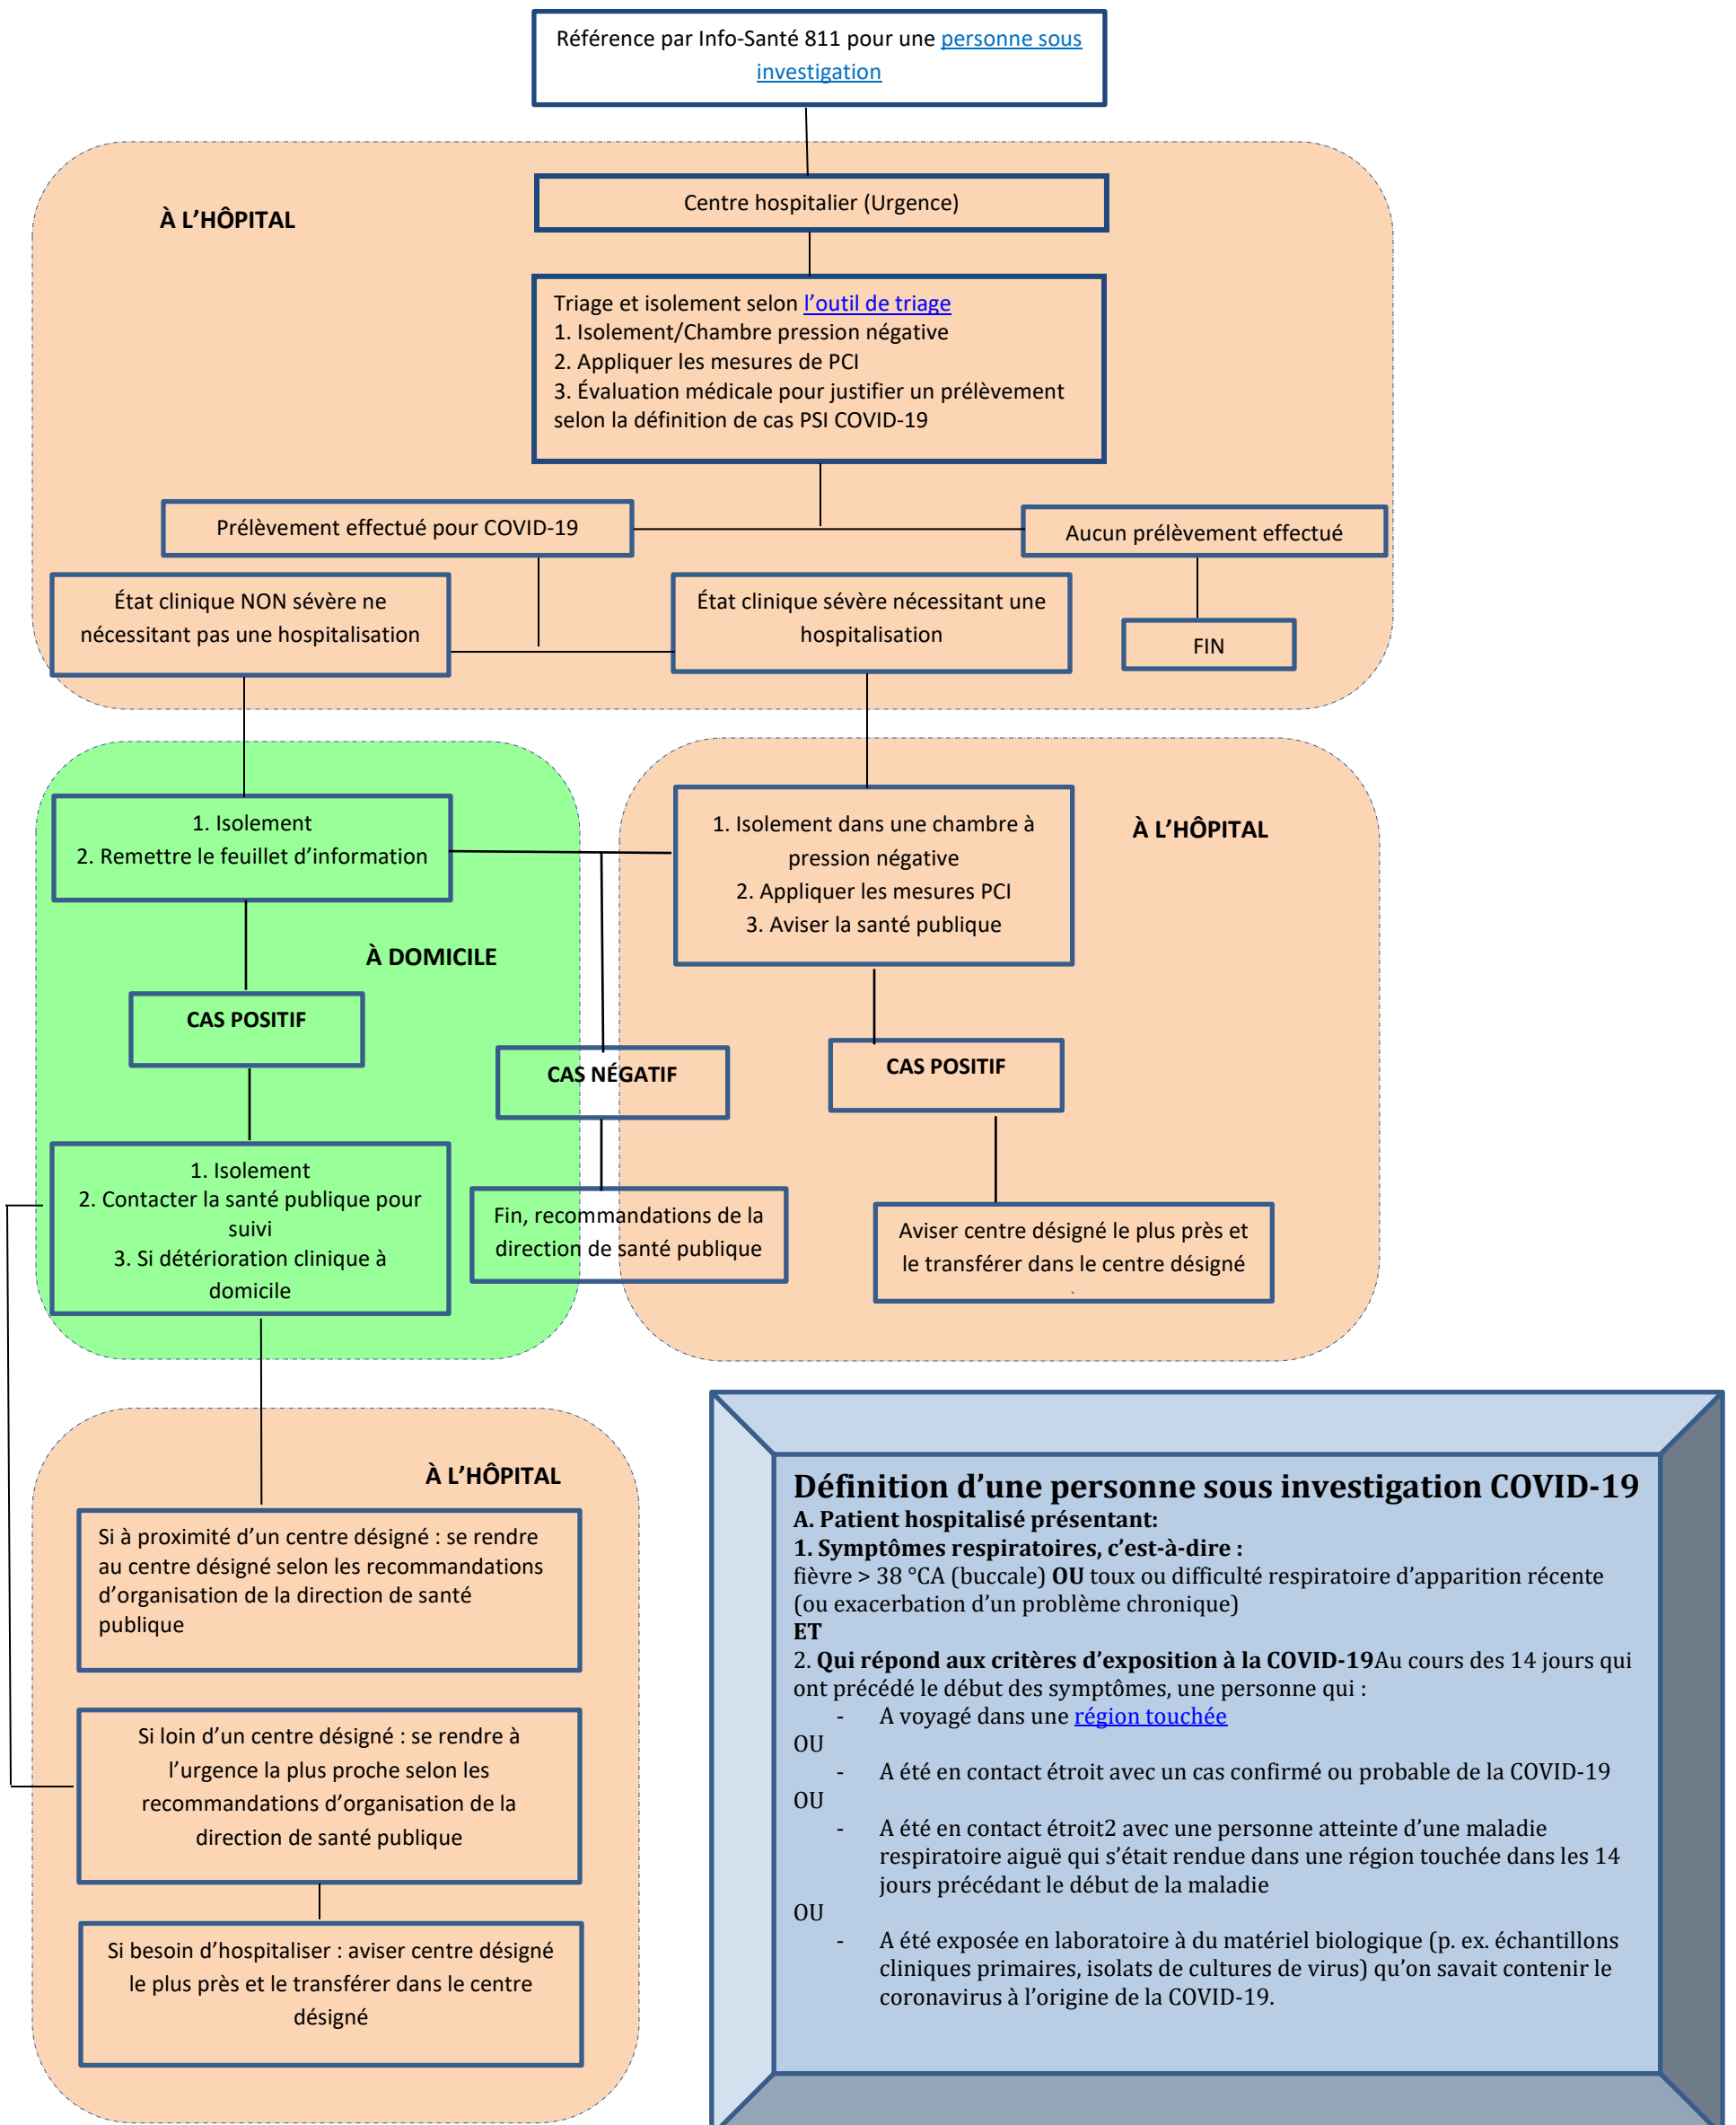 Référence par Info-Santé 811 pour une personne sous
investigation
À L'HÔPITAL
Centre hospitalier (Urgence)
Triage et isolement selon l'outil de triage
1. Isolement/Chambre pression négative
2. Appliquer les mesures de PCI
3. Évaluation médicale pour justifier un prélèvement
selon la définition de cas PSI COVID-19
Prélèvement effectué pour COVID-19
Aucun prélèvement effectué
État clinique NON sévère ne
nécessitant pas une hospitalisation
État clinique sévère nécessitant une
hospitalisation
FIN
1. Isolement
2. Remettre le feuillet d'information
À DOMICILE
CAS POSITIF
1. Isolement
2. Contacter la santé publique pour
suivi
3. Si détérioration clinique à
domicile
CAS NÉGATIF
Fin, recommandations de la
direction de santé publique
À L'HÔPITAL
1. Isolement dans une chambre à
pression négative
2. Appliquer les mesures PCI
3. Aviser la santé publique
CAS POSITIF
Aviser centre désigné le plus près et
le transférer dans le centre désigné
À L'HÔPITAL
Si à proximité d'un centre désigné : se rendre
au centre désigné selon les recommandations
d'organisation de la direction de santé
publique
Si loin d'un centre désigné : se rendre à
l'urgence la plus proche selon les
recommandations d'organisation de la
direction de santé publique
Si besoin d'hospitaliser : aviser centre désigné
le plus près et le transférer dans le centre
désigné
Définition d'une personne sous investigation COVID-19
A. Patient hospitalisé présentant:
1. Symptômes respiratoires, c'est-à-dire :
fièvre > 38 °CA (buccale) OU toux ou difficulté respiratoire d'apparition récente
(ou exacerbation d'un problème chronique)
ET
2. Qui répond aux critères d'exposition à la COVID-19Au cours des 14 jours qui
ont précédé le début des symptômes, une personne qui :
- A voyagé dans une région touchée
OU
- A été en contact étroit avec un cas confirmé ou probable de la COVID-19
OU
- A été en contact étroit2 avec une personne atteinte d'une maladie
respiratoire aiguë qui s'était rendue dans une région touchée dans les 14
jours précédant le début de la maladie
OU
- A été exposée en laboratoire à du matériel biologique (p. ex. échantillons
cliniques primaires, isolats de cultures de virus) qu'on savait contenir le
coronavirus à l'origine de la COVID-19.